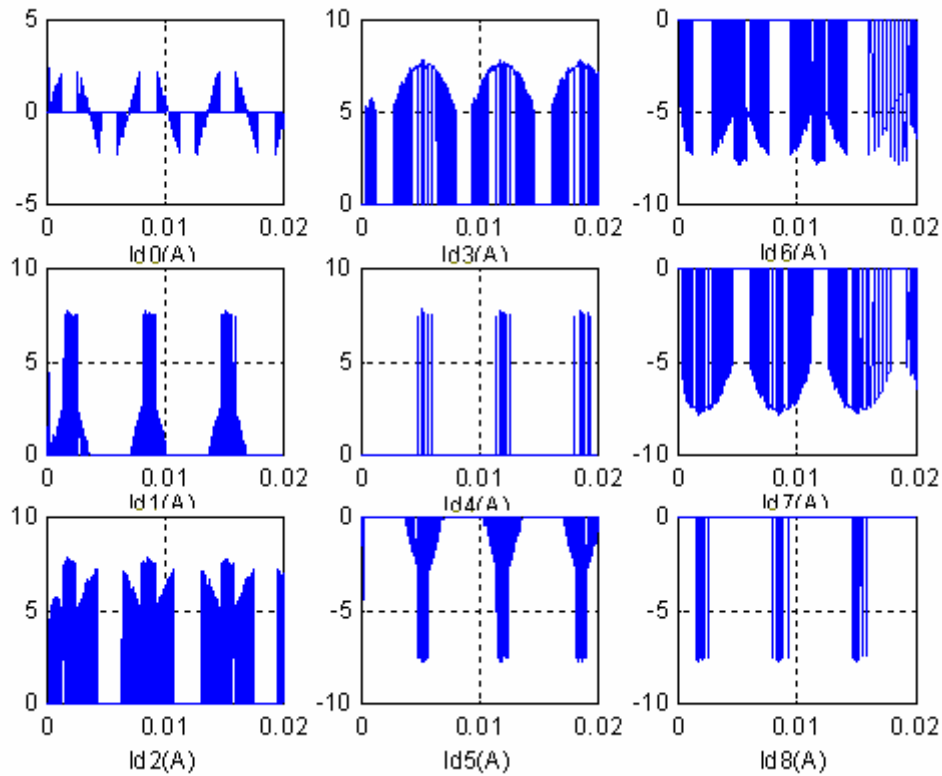 5 10 0
0 5 -5
-5 0 -10
0 0.01 0.02 0 0.01 0.02 0 0.01 0.02
Id0(A) Id3(A) Id6(A)
10 10 0
5 5 -5
0 0 -10
0 0.01 0.02 0 0.01 0.02 0 0.01 0.02
Id1(A) Id4(A) Id7(A)
10 0 0
5 -5 -5
0 -10 -10
0 0.01 0.02 0 0.01 0.02 0 0.01 0.02
Id2(A) Id5(A) Id8(A)